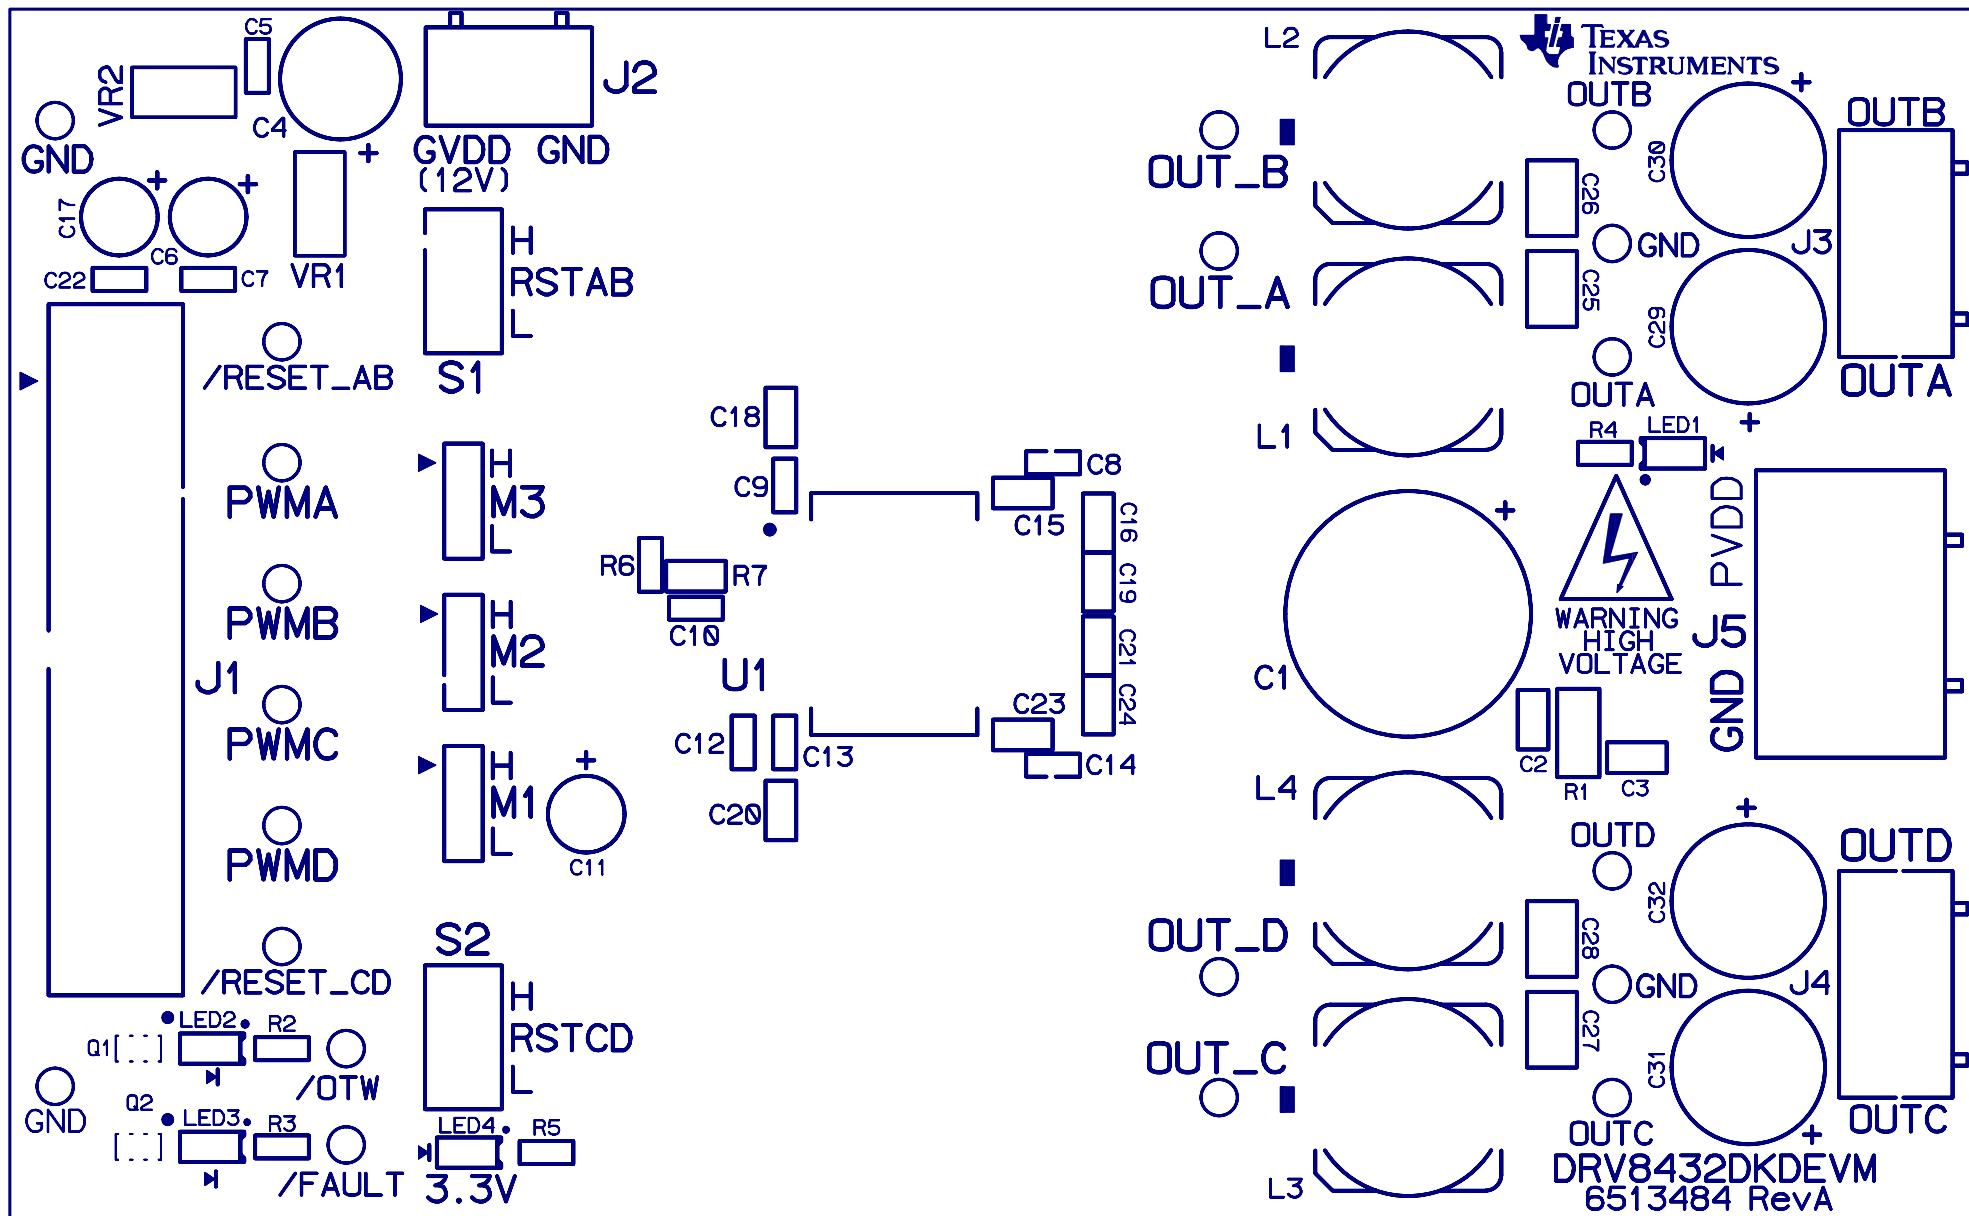 C5
VR2
C4
+
GND
J2
GVDD GND
(12V)
C17
+
+
C6
C22
C7
VR1
H
RSTAB
L
S1
/RESET_AB
J1
PWMA
PWMB
PWMC
PWMD
/RESET_CD
H
M3
L
H
M2
L
H
M1
L
+
C11
S2
H
RSTCD
L
Q1
LED2
R2
/OTW
GND
Q2
LED3
R3
/FAULT
LED4
R5
3.3V
C18
C9
R6
R7
C10
U1
C12
C13
C20
C8
C15
C16
C19
C21
C24
C23
C14
L2
OUT_B
OUT_A
L1
+
C1
L4
OUT_D
OUT_C
L3
TEXAS
INSTRUMENTS
OUTB
+
C30
OUTB
C26
GND
J3
C25
C29
OUTA
OUTA
+
R4
LED1
PVDD
WARNING
HIGH
VOLTAGE
J5
GND
C2
R1
C3
+
OUTD
OUTD
C32
C28
GND
J4
C27
C31
OUTC
+
OUTC
DRV8432DKDEVM
6513484 RevA